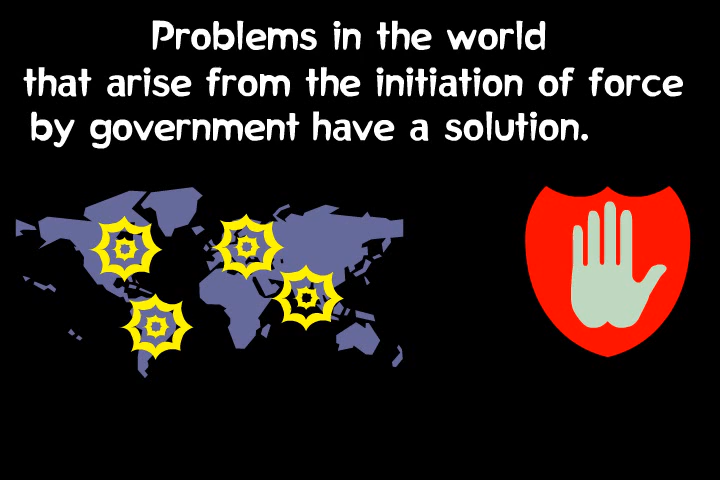 Problems in the world
that arise from the initiation of force
by government have a solution.